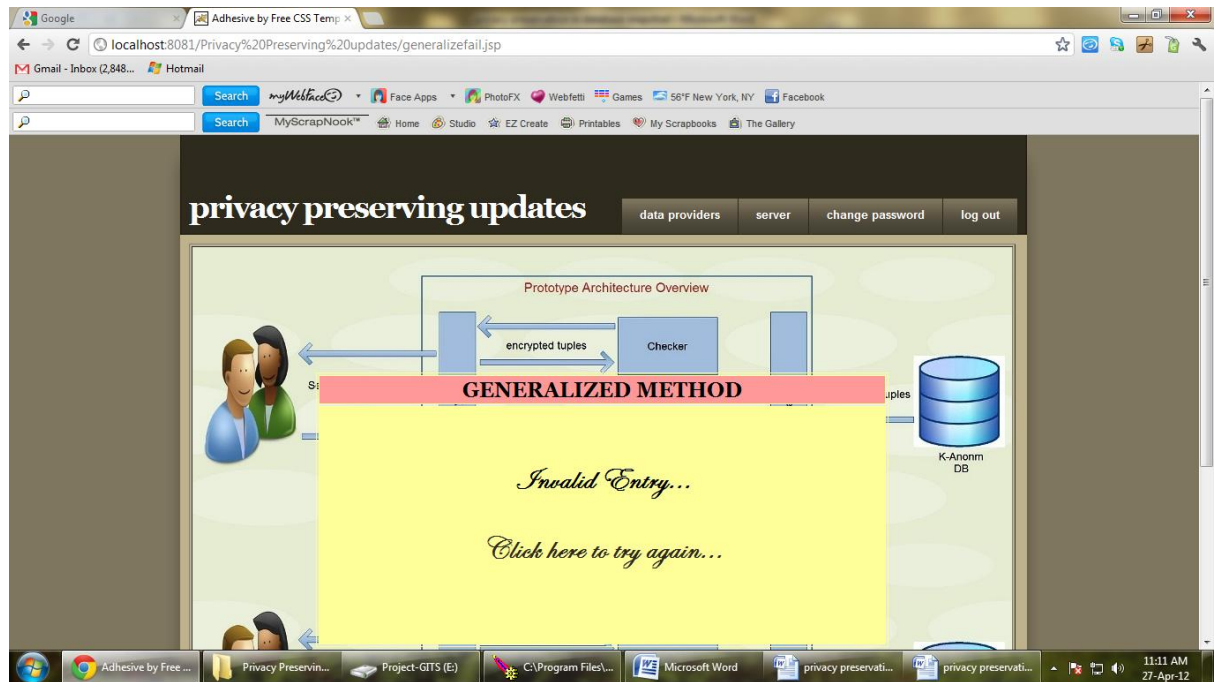 Google
Adhesive by Free CSS Temp
localhost:8081/Privacy%20Preserving%20updates/generalizefail.jsp
Gmail - Inbox (2,848... Hotmail
Search myWebFace Face Apps PhotoFX Webfetti Games 56°F New York, NY Facebook
Search MyScrapNook™ Home Studio EZ Create Printables My Scrapbooks The Gallery
privacy preserving updates
data providers server change password log out
Prototype Architecture Overview
encrypted tuples
Checker
GENERALIZED METHOD
uples
K-Anonm
DB
Invalid Entry...
Click here to try again...
Adhesive by Free ... Privacy Preservin... Project-GITS (E:) C:\Program Files\... Microsoft Word privacy preservati... privacy preservati...
11:11 AM
27-Apr-12